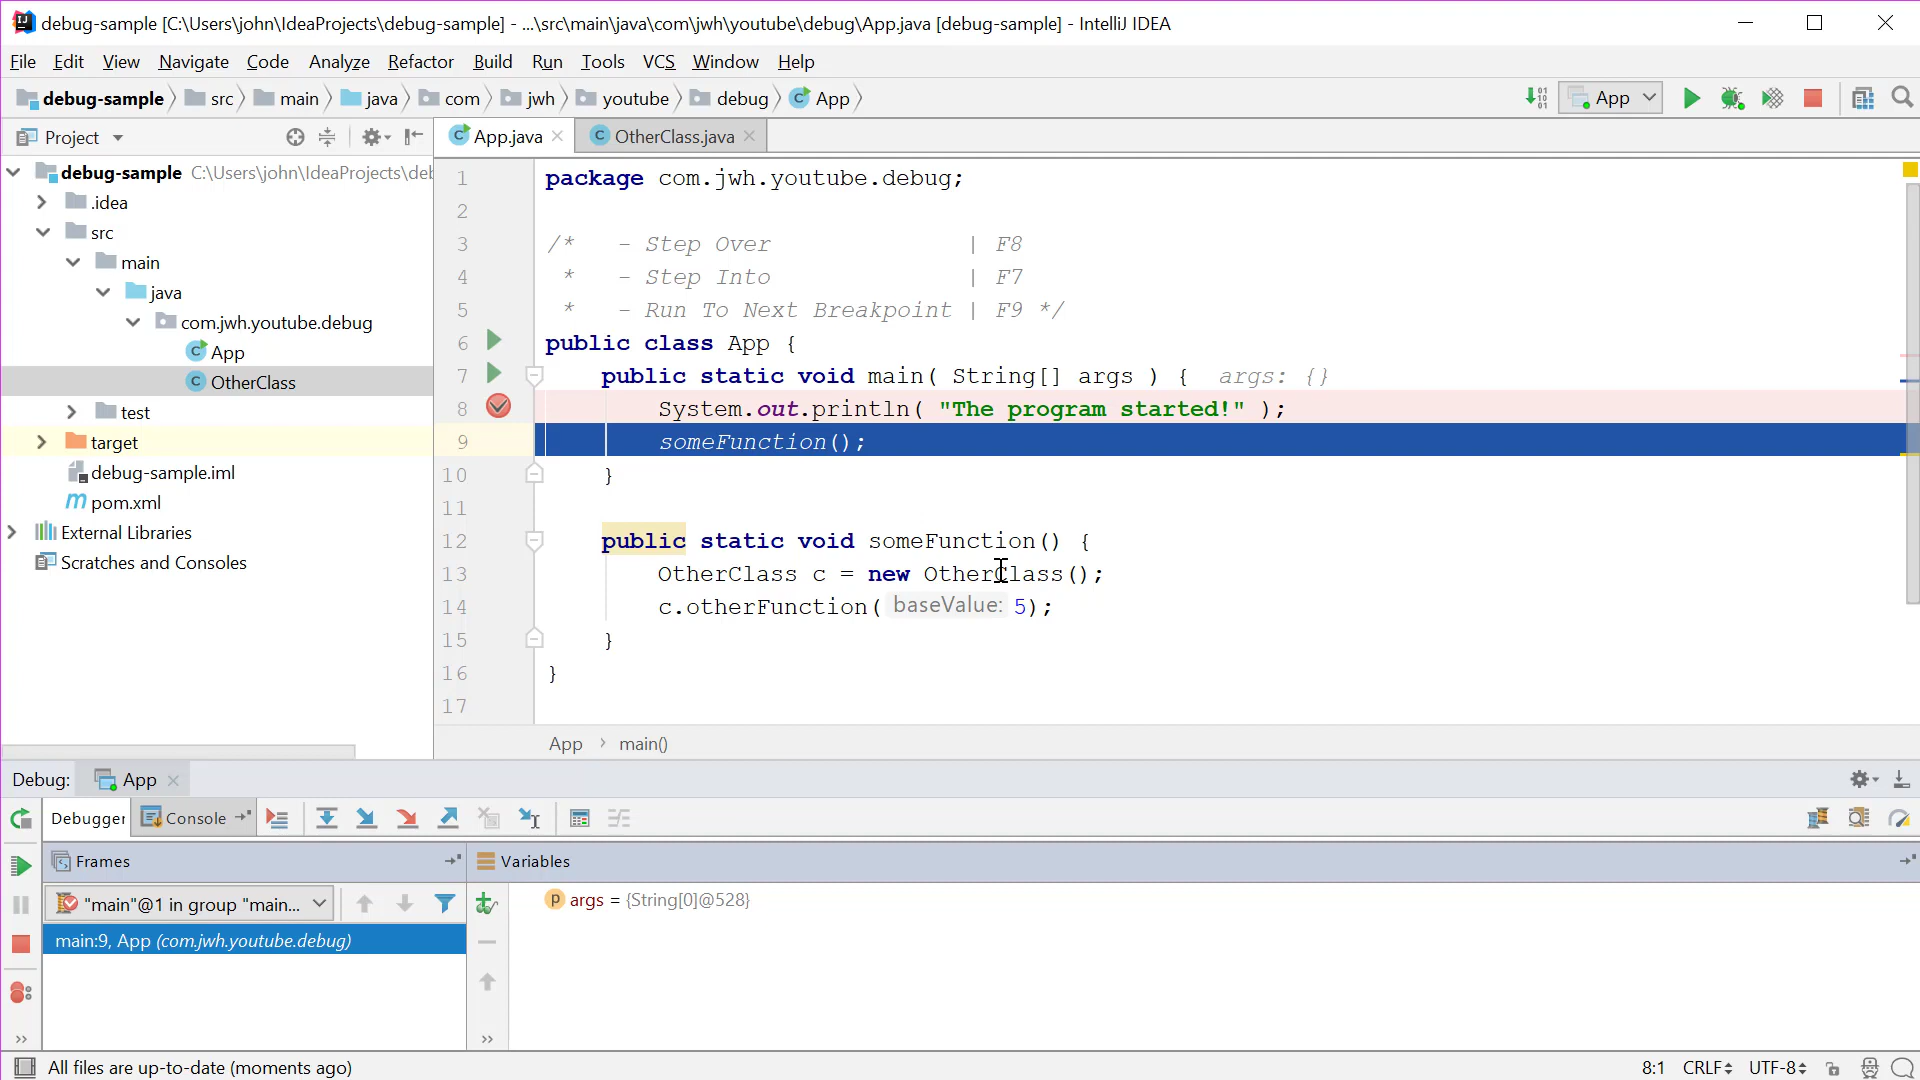 debug-sample [C:\Users\john\IdeaProjects\debug-sample] - ...\src\main\java\com\jwh\youtube\debug\App.java [debug-sample] - IntelliJ IDEA
File Edit View Navigate Code Analyze Refactor Build Run Tools VCS Window Help
debug-sample src main java com jwh youtube debug App App
Project
App.java OtherClass.java
debug-sample C:\Users\john\IdeaProjects\deb
.idea
src
main
java
com.jwh.youtube.debug
App
OtherClass
test
target
debug-sample.iml
pom.xml
External Libraries
Scratches and Consoles
1 package com.jwh.youtube.debug;
2
3 /* - Step Over | F8
4 * - Step Into | F7
5 * - Run To Next Breakpoint | F9 */
6 public class App {
7 public static void main( String[] args ) { args: {}
8 System.out.println( "The program started!" );
9 someFunction();
10 }
11
12 public static void someFunction() {
13 OtherClass c = new OtherClass();
14 c.otherFunction( baseValue: 5);
15 }
16 }
17
App › main()
Debug: App
Debugger Console
Frames Variables
"main"@1 in group "main...
main:9, App (com.jwh.youtube.debug)
args = {String[0]@528}
All files are up-to-date (moments ago) 8:1 CRLF UTF-8